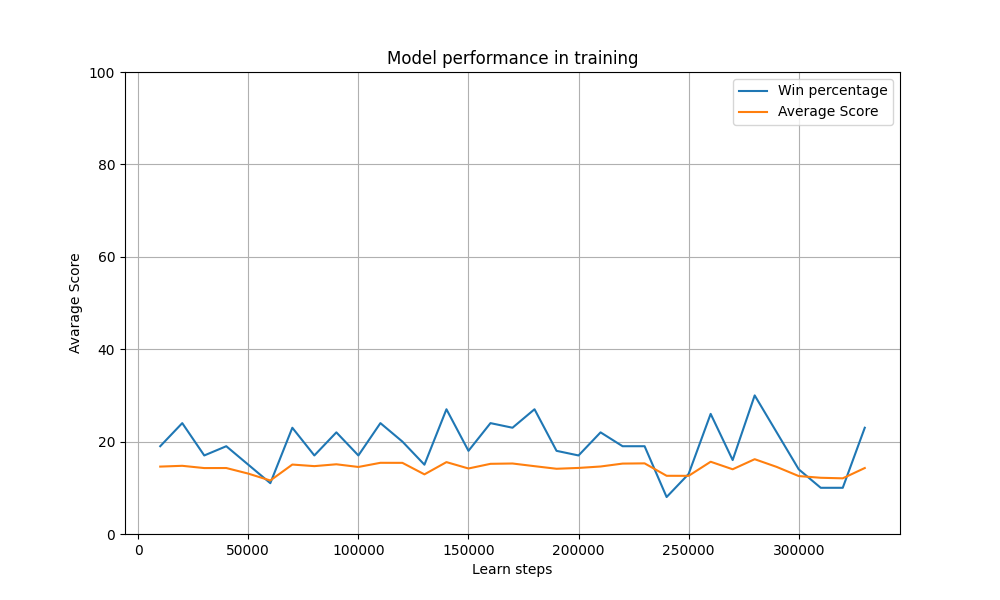 Model performance in training
100
80
60
40
20
0
Avarage Score
Win percentage
Average Score
0
50000
100000
150000
200000
250000
300000
Learn steps